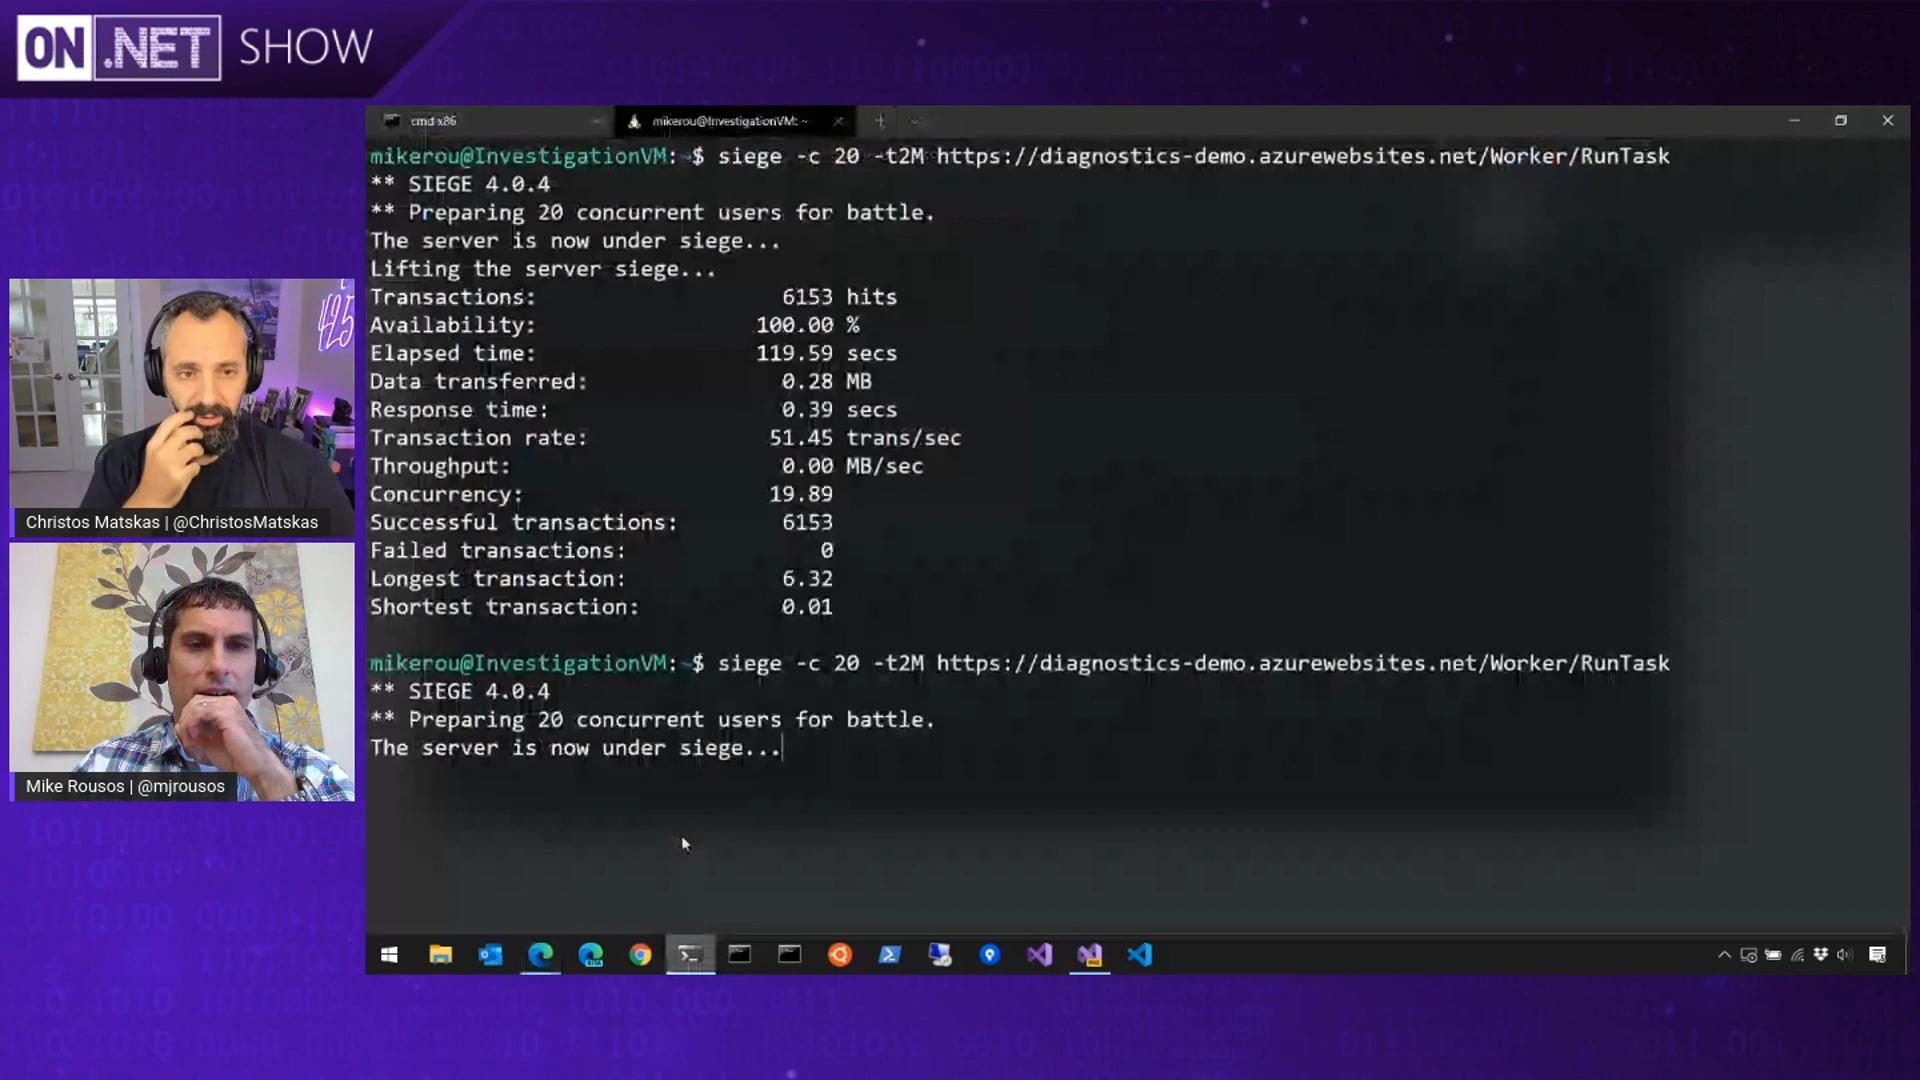 ON .NET SHOW
cmd x86
mikerou@InvestigationVM: ~
mikerou@InvestigationVM:~$ siege -c 20 -t2M https://diagnostics-demo.azurewebsites.net/Worker/RunTask
** SIEGE 4.0.4
** Preparing 20 concurrent users for battle.
The server is now under siege...
Lifting the server siege...
Transactions: 6153 hits
Availability: 100.00 %
Elapsed time: 119.59 secs
Data transferred: 0.28 MB
Response time: 0.39 secs
Transaction rate: 51.45 trans/sec
Throughput: 0.00 MB/sec
Concurrency: 19.89
Successful transactions: 6153
Failed transactions: 0
Longest transaction: 6.32
Shortest transaction: 0.01
mikerou@InvestigationVM:~$ siege -c 20 -t2M https://diagnostics-demo.azurewebsites.net/Worker/RunTask
** SIEGE 4.0.4
** Preparing 20 concurrent users for battle.
The server is now under siege...
425
Christos Matskas | @ChristosMatskas
Mike Rousos | @mjrousos